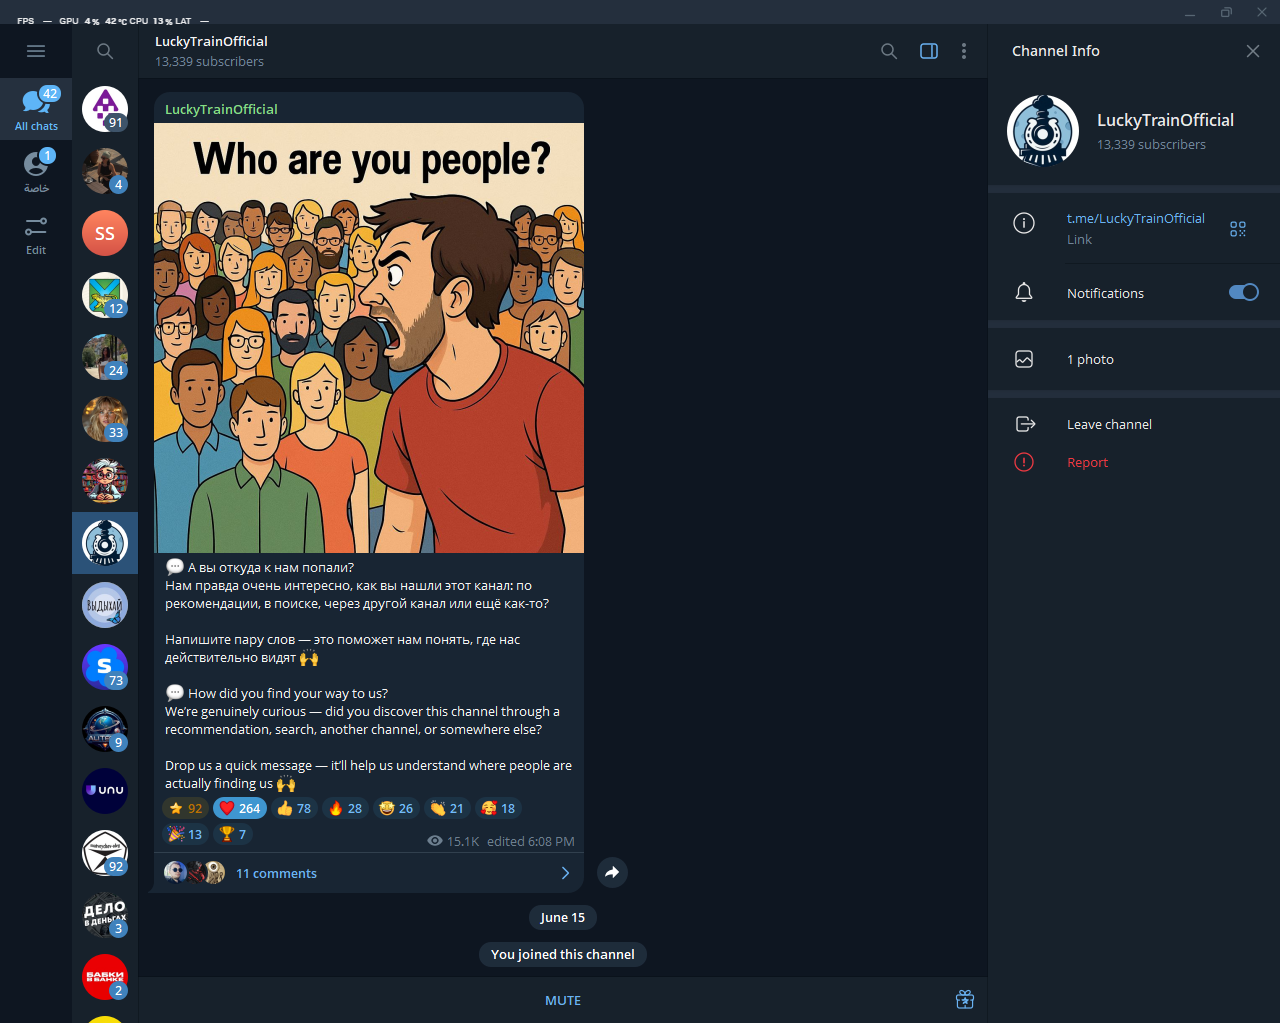 FPS — GPU 4 % 42 °C CPU 13 % LAT —
42
All chats
1
خاصة
Edit
91
4
SS
12
24
33
ВЫДЫХАЙ
S
73
9
UNU
92
ДЕЛО
В ДЕНЬГАХ
3
БАБКИ
В БАНКЕ
2
LuckyTrainOfficial
13,339 subscribers
LuckyTrainOfficial
Who are you people?
А вы откуда к нам попали?
Нам правда очень интересно, как вы нашли этот канал: по
рекомендации, в поиске, через другой канал или ещё как-то?
Напишите пару слов — это поможет нам понять, где нас
действительно видят
How did you find your way to us?
We’re genuinely curious — did you discover this channel through a
recommendation, search, another channel, or somewhere else?
Drop us a quick message — it’ll help us understand where people are
actually finding us
92 264 78 28 26 21 18
13 7
15.1K edited 6:08 PM
11 comments
June 15
You joined this channel
MUTE
Channel Info
LuckyTrainOfficial
13,339 subscribers
t.me/LuckyTrainOfficial
Link
Notifications
1 photo
Leave channel
Report